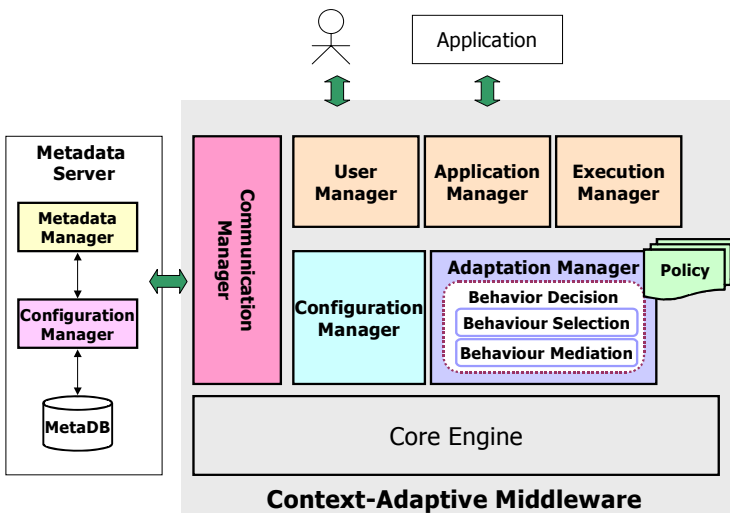 Application
Metadata
Server
Metadata
Manager
Configuration
Manager
MetaDB
Communication
Manager
User
Manager
Application
Manager
Execution
Manager
Configuration
Manager
Adaptation Manager
Policy
Behavior Decision
Behaviour Selection
Behaviour Mediation
Core Engine
Context-Adaptive Middleware